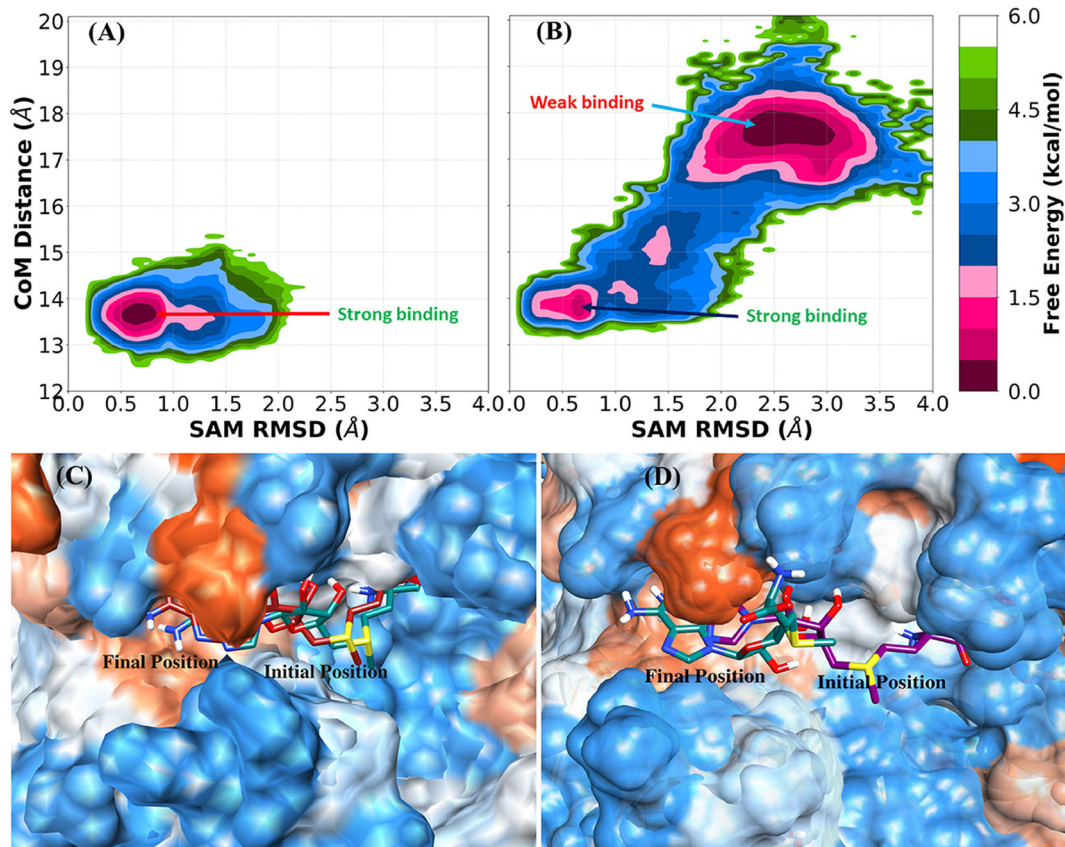 (A)
(B)
CoM Distance (Å)
20
19
18
17
16
15
14
13
12
Weak binding
Strong binding
Strong binding
0.0 0.5 1.0 1.5 2.0 2.5 3.0 3.5 4.0
SAM RMSD (Å)
0.0 0.5 1.0 1.5 2.0 2.5 3.0 3.5 4.0
SAM RMSD (Å)
6.0
4.5
3.0
1.5
0.0
Free Energy (kcal/mol)
(C)
Final Position
Initial Position
(D)
Final Position
Initial Position